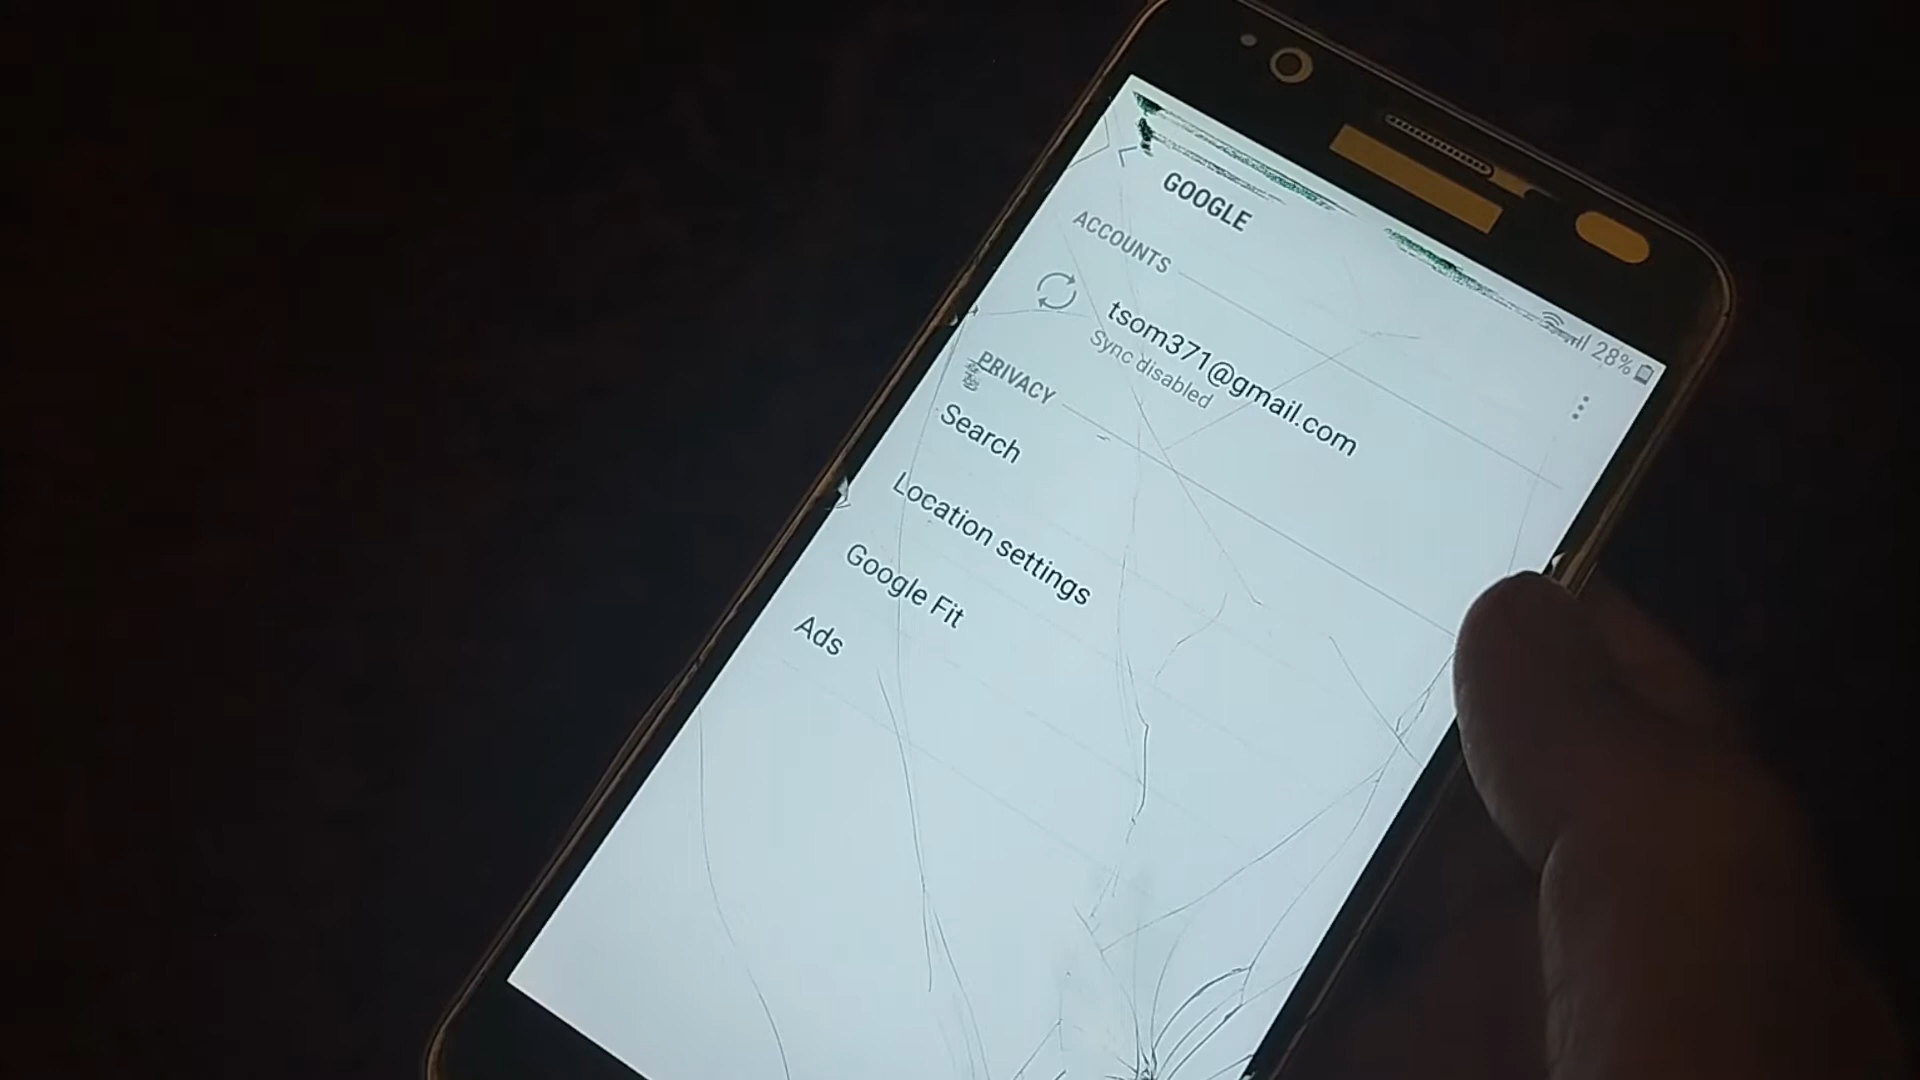 28%
GOOGLE
ACCOUNTS
tsom371@gmail.com
Sync disabled
PRIVACY
Search
Location settings
Google Fit
Ads